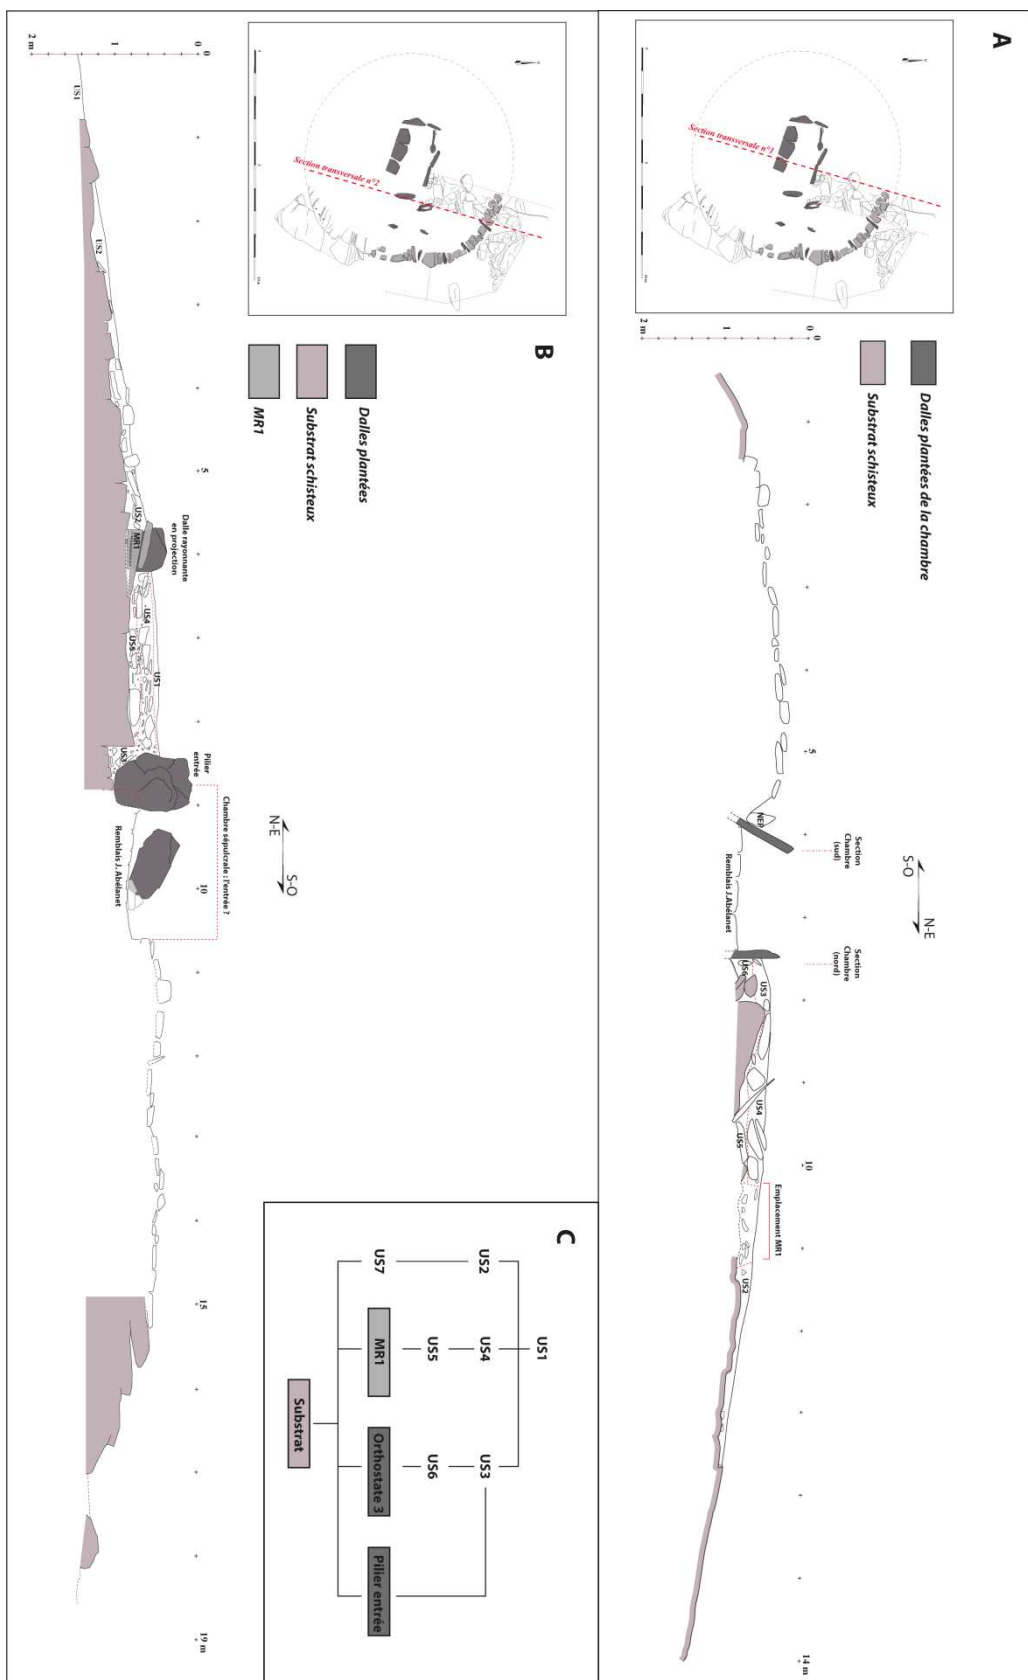 A
Section transversale n°1
Dalles plantées de la chambre
Substrat schisteux
0
0
1
2 m
5
10
14 m
NEP
Section
Chambre
(sud)
Remblais J.Abélanet
S-O
N-E
Section
Chambre
(nord)
US6
US3
US4
US5
Emplacement MR1
US2
B
Section transversale n°2
Dalles plantées
Substrat schisteux
MR1
0
0
1
2 m
5
10
15
19 m
US1
US2
US2
MR1
Dalle rayonnante
en projection
US4
US5
US1
US3
Pilier
entrée
Chambre sépulcrale : l'entrée ?
Remblais J. Abélanet
N-E
S-O
C
US1
US2
US4
US3
US7
US5
US6
MR1
Orthostate 3
Pilier entrée
Substrat